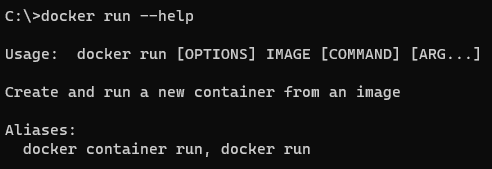 C:\>docker run --help
Usage:  docker run [OPTIONS] IMAGE [COMMAND] [ARG...]
Create and run a new container from an image
Aliases:
  docker container run, docker run